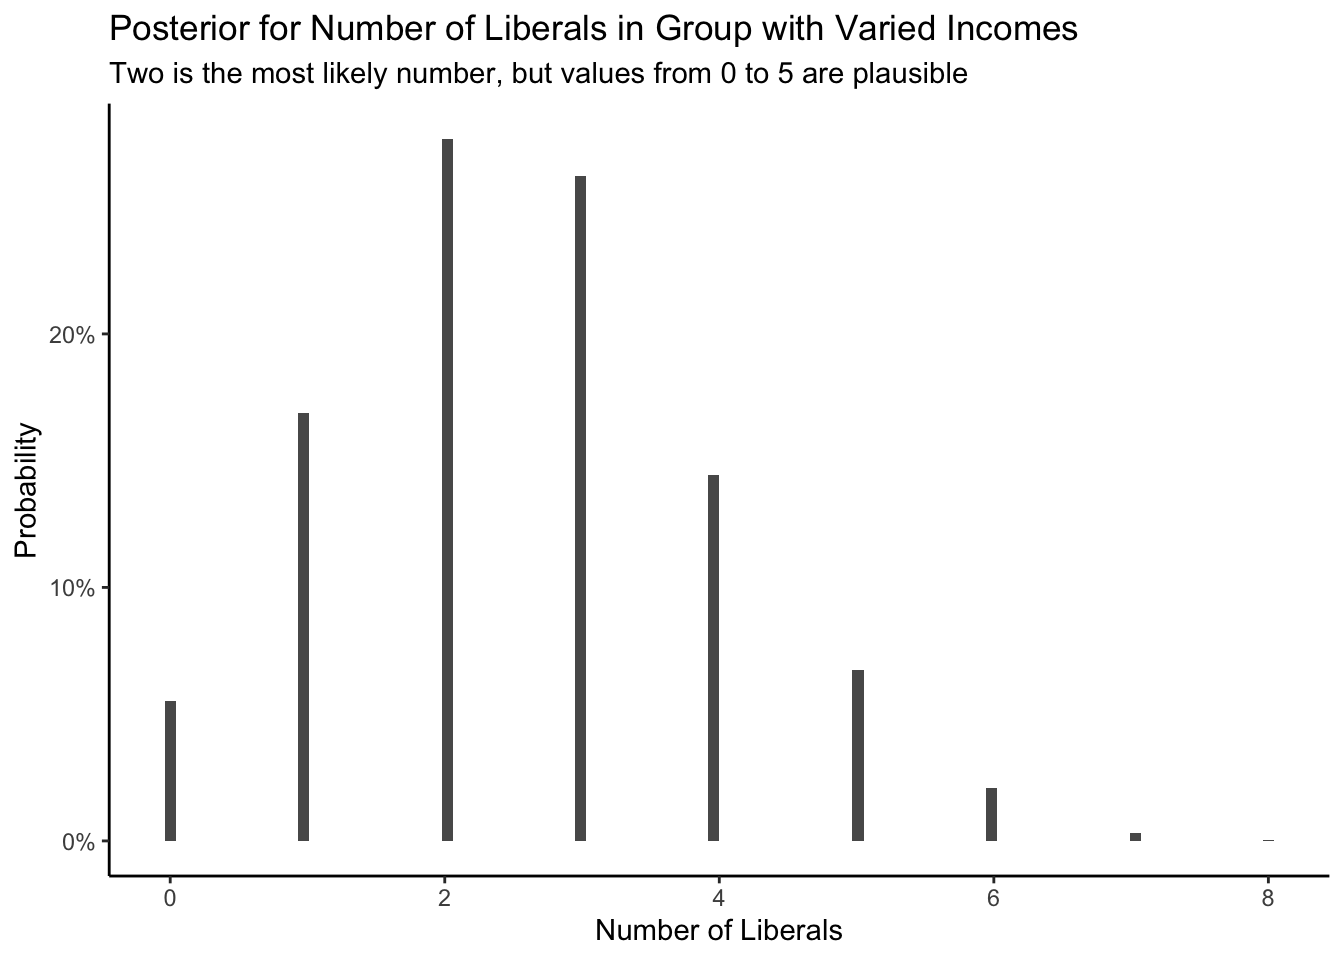 Posterior for Number of Liberals in Group with Varied Incomes
Two is the most likely number, but values from 0 to 5 are plausible
Probability
20%
10%
0%
0 2 4 6 8
Number of Liberals